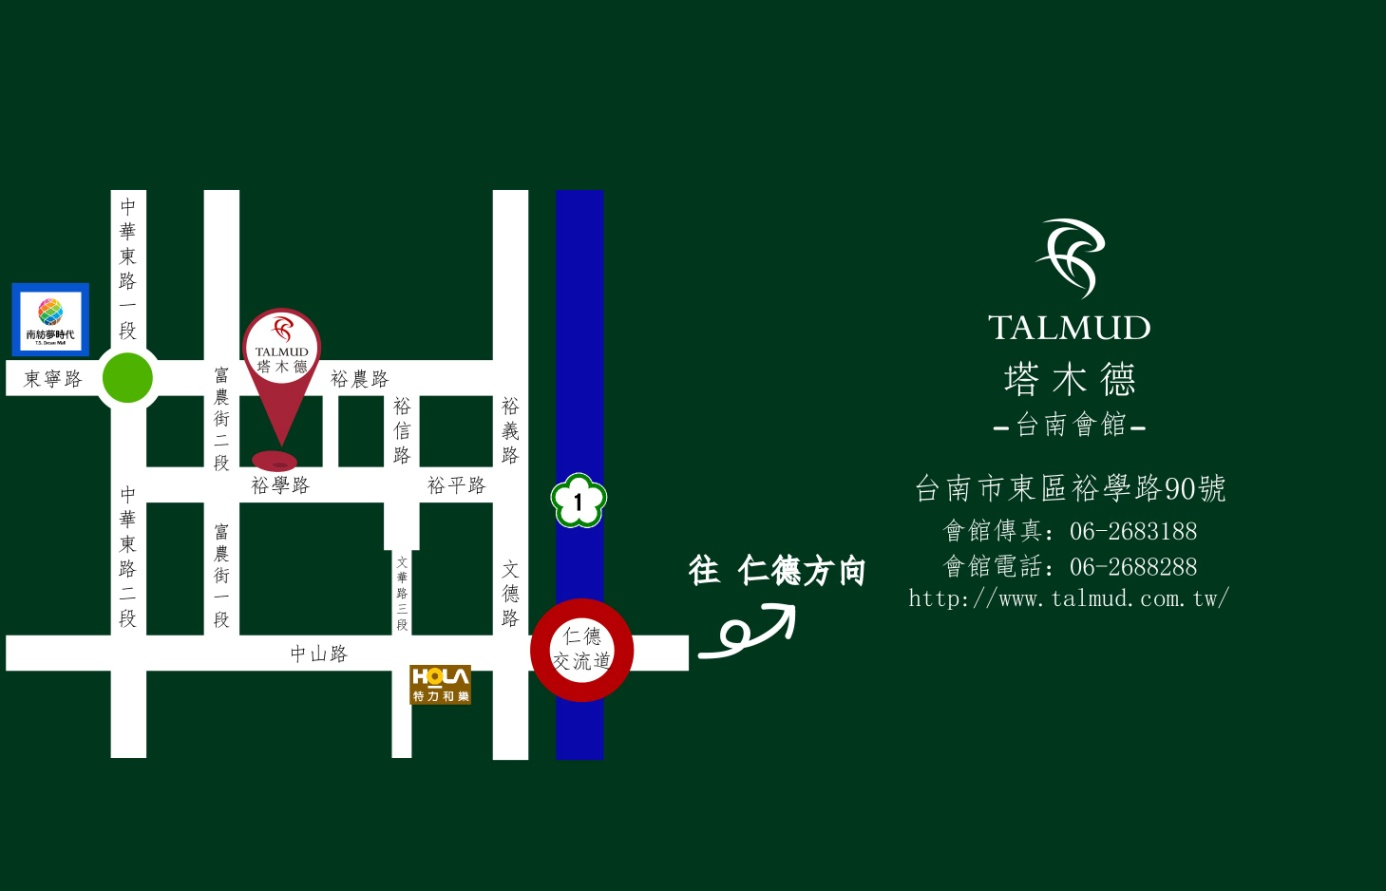 中華東路一段
南紡夢時代
T.S. Dream Mall
TALMUD
塔木德
東寧路
富農街二段
裕農路
裕信路
裕義路
裕學路
裕平路
中華東路二段
富農街一段
文華路三段
文德路
1
往 仁德方向
仁德
交流道
中山路
HOLA
特力和樂
TALMUD
塔木德
–台南會館–
台南市東區裕學路90號
會館傳真：06-2683188
會館電話：06-2688288
http://www.talmud.com.tw/